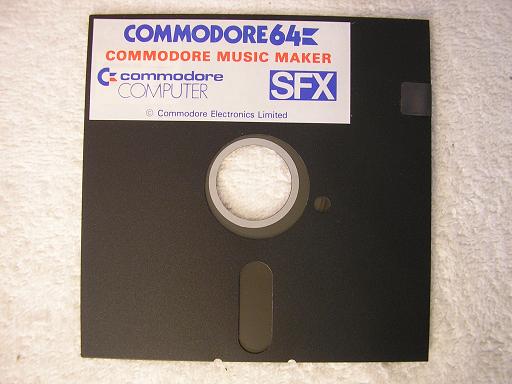 COMMODORE 64
COMMODORE MUSIC MAKER
commodore
COMPUTER
SFX
© Commodore Electronics Limited